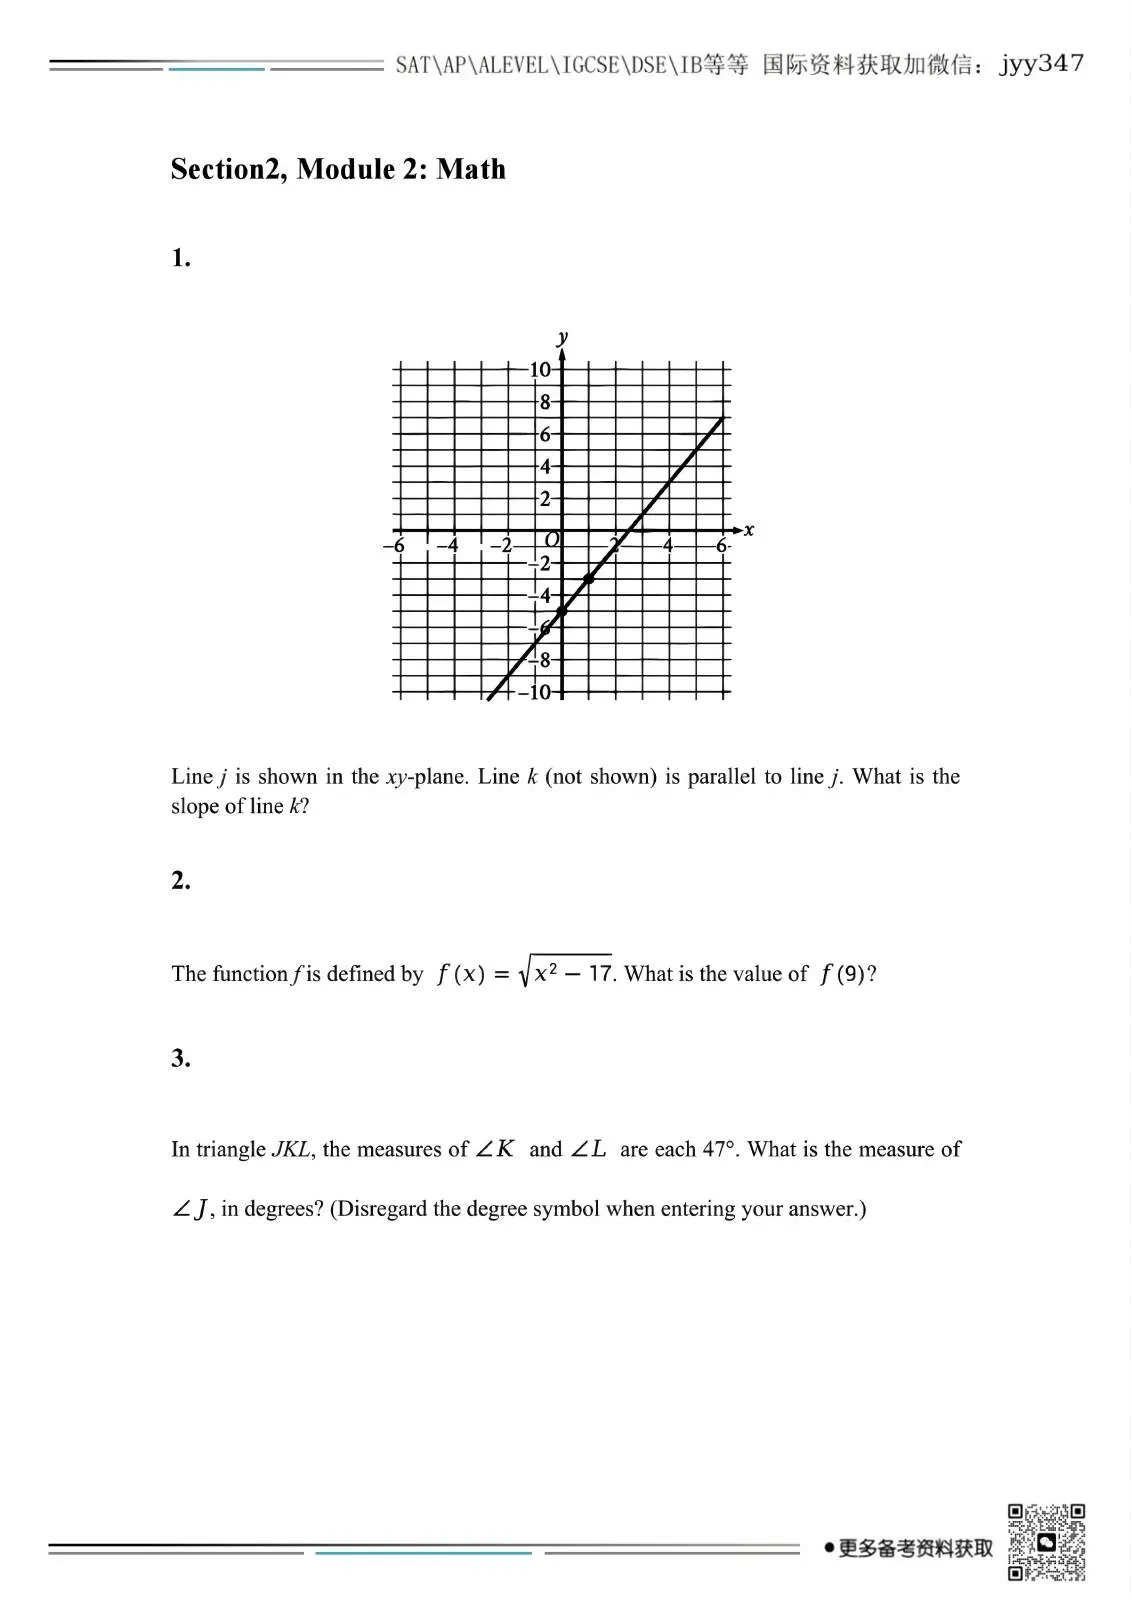 SAT\AP\ALEVEL\IGCSE\DSE\IB等等 国际资料获取加微信：jyy347
Section2, Module 2: Math
1.
y
10
8
6
4
2
-6 -4 -2 O 2 4 6 x
-2
-4
-6
-8
-10
Line j is shown in the xy-plane. Line k (not shown) is parallel to line j. What is the
slope of line k?
2.
The function f is defined by f(x) = √(x² − 17). What is the value of f(9)?
3.
In triangle JKL, the measures of ∠K and ∠L are each 47°. What is the measure of
∠J, in degrees? (Disregard the degree symbol when entering your answer.)
●更多备考资料获取